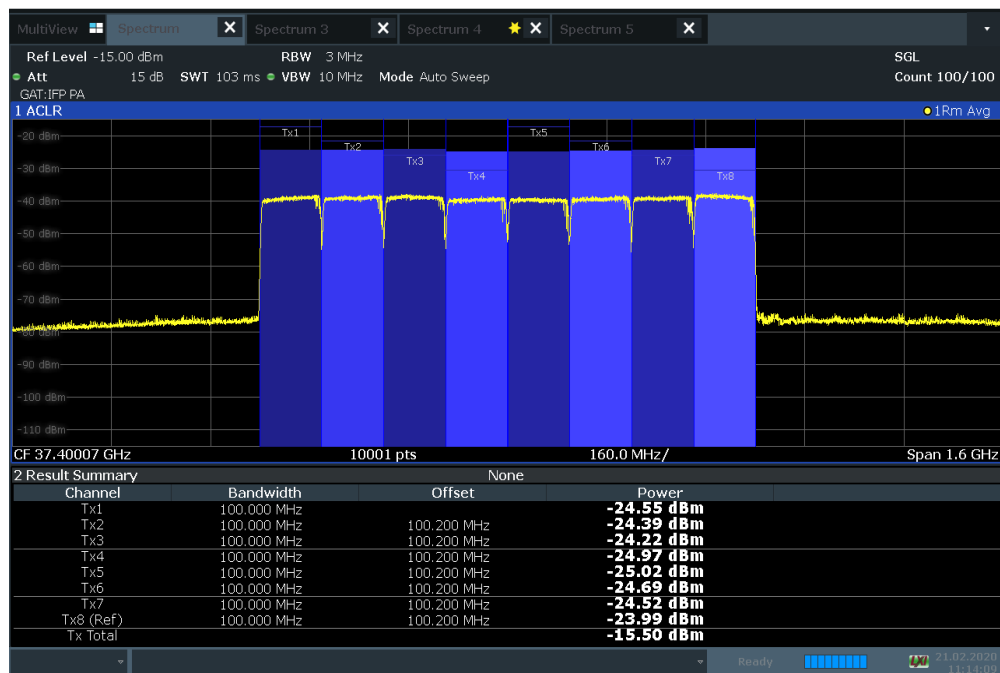 MultiView Spectrum Spectrum 3 Spectrum 4 Spectrum 5
Ref Level -15.00 dBm RBW 3 MHz SGL
Att 15 dB SWT 103 ms VBW 10 MHz Mode Auto Sweep Count 100/100
GAT:IFP PA
1 ACLR 1Rm Avg
-20 dBm Tx1 Tx5
Tx2 Tx6
Tx3 Tx7
-30 dBm
Tx4 Tx8
-40 dBm
-50 dBm
-60 dBm
-70 dBm
-80 dBm
-90 dBm
-100 dBm
-110 dBm
CF 37.40007 GHz 10001 pts 160.0 MHz/ Span 1.6 GHz
2 Result Summary None
Channel Bandwidth Offset Power
Tx1 100.000 MHz -24.55 dBm
Tx2 100.000 MHz 100.200 MHz -24.39 dBm
Tx3 100.000 MHz 100.200 MHz -24.22 dBm
Tx4 100.000 MHz 100.200 MHz -24.97 dBm
Tx5 100.000 MHz 100.200 MHz -25.02 dBm
Tx6 100.000 MHz 100.200 MHz -24.69 dBm
Tx7 100.000 MHz 100.200 MHz -24.52 dBm
Tx8 (Ref) 100.000 MHz 100.200 MHz -23.99 dBm
Tx Total -15.50 dBm
Ready LXI 21.02.2020
11:14:09